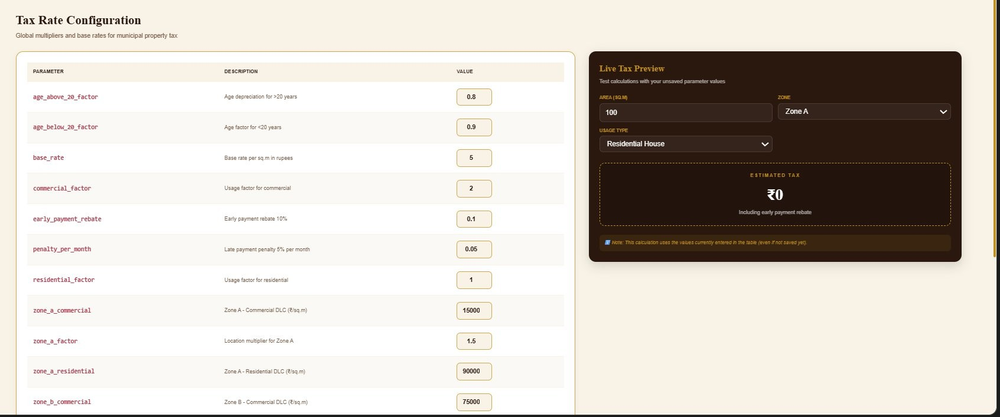 Tax Rate Configuration
Global multipliers and base rates for municipal property tax
PARAMETER DESCRIPTION VALUE
age_above_20_factor Age depreciation for >20 years 0.8
age_below_20_factor Age factor for <20 years 0.9
base_rate Base rate per sq.m in rupees 5
commercial_factor Usage factor for commercial 2
early_payment_rebate Early payment rebate 10% 0.1
penalty_per_month Late payment penalty 5% per month 0.05
residential_factor Usage factor for residential 1
zone_a_commercial Zone A - Commercial DLC (₹/sq.m) 15000
zone_a_factor Location multiplier for Zone A 1.5
zone_a_residential Zone A - Residential DLC (₹/sq.m) 90000
zone_b_commercial Zone B - Commercial DLC (₹/sq.m) 75000
Live Tax Preview
Test calculations with your unsaved parameter values
AREA (SQ.M) ZONE
100 Zone A
USAGE TYPE
Residential House
ESTIMATED TAX
₹0
Including early payment rebate
Note: This calculation uses the values currently entered in the table (even if not saved yet).